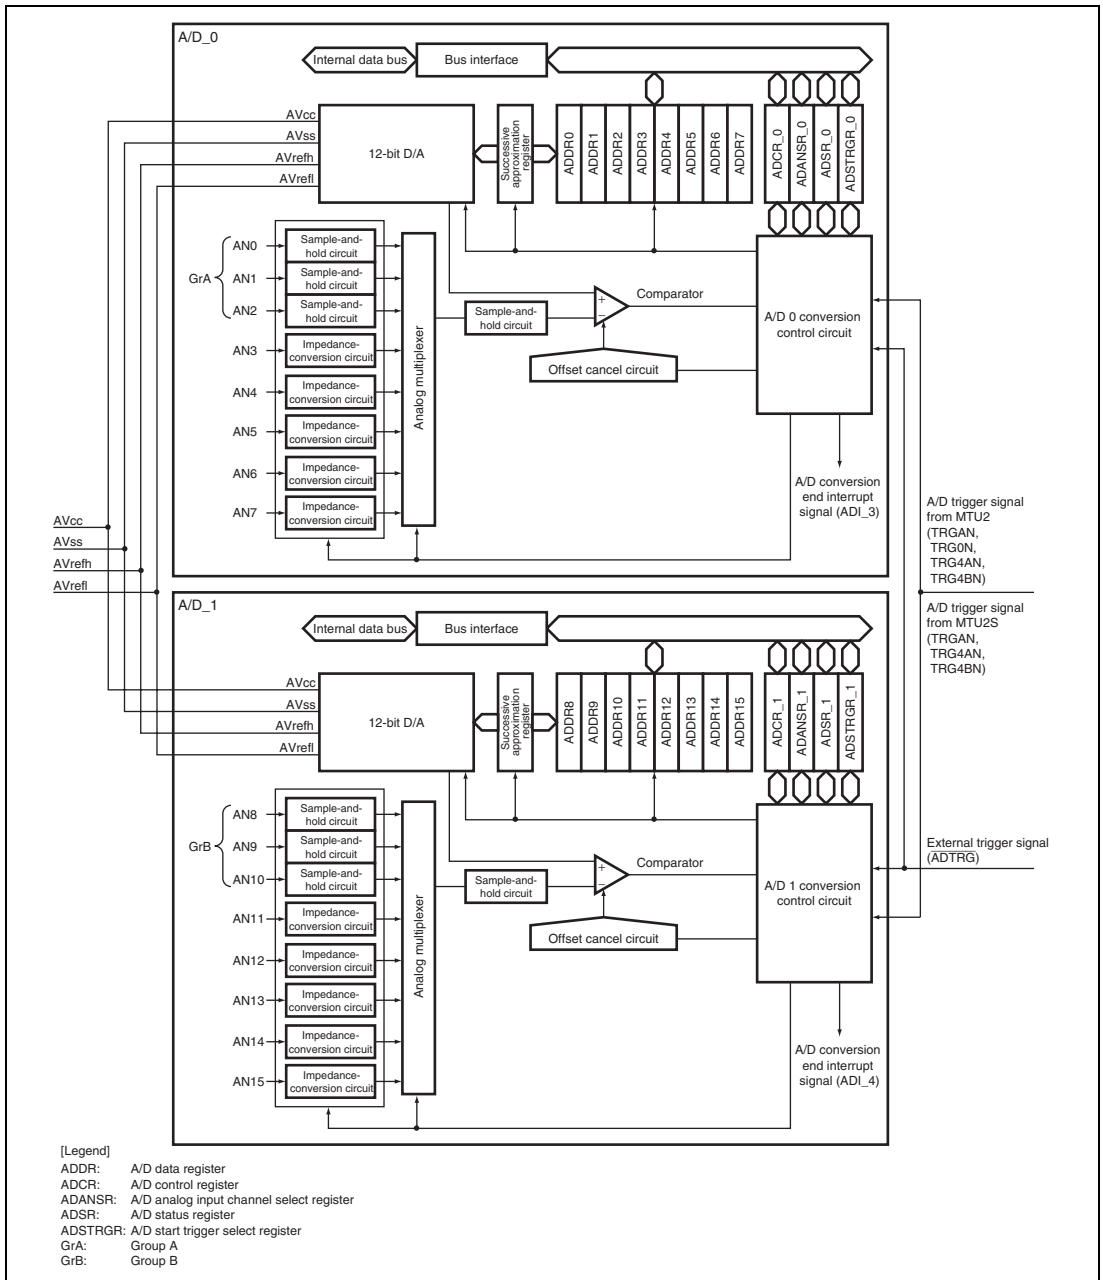 A/D_0
Internal data bus
Bus interface
AVcc
AVss
AVrefh
AVrefl
12-bit D/A
Successive
approximation
register
ADDR0
ADDR1
ADDR2
ADDR3
ADDR4
ADDR5
ADDR6
ADDR7
ADCR_0
ADANSR_0
ADSR_0
ADSTRGR_0
GrA
AN0
Sample-and-
hold circuit
AN1
Sample-and-
hold circuit
AN2
Sample-and-
hold circuit
AN3
Impedance-
conversion circuit
AN4
Impedance-
conversion circuit
AN5
Impedance-
conversion circuit
AN6
Impedance-
conversion circuit
AN7
Impedance-
conversion circuit
Analog multiplexer
Sample-and-
hold circuit
+
−
Comparator
Offset cancel circuit
A/D 0 conversion
control circuit
A/D conversion
end interrupt
signal (ADI_3)
AVcc
AVss
AVrefh
AVrefl
A/D trigger signal
from MTU2
(TRGAN,
TRG0N,
TRG4AN,
TRG4BN)
A/D trigger signal
from MTU2S
(TRGAN,
TRG4AN,
TRG4BN)
A/D_1
Internal data bus
Bus interface
AVcc
AVss
AVrefh
AVrefl
12-bit D/A
Successive
approximation
register
ADDR8
ADDR9
ADDR10
ADDR11
ADDR12
ADDR13
ADDR14
ADDR15
ADCR_1
ADANSR_1
ADSR_1
ADSTRGR_1
GrB
AN8
Sample-and-
hold circuit
AN9
Sample-and-
hold circuit
AN10
Sample-and-
hold circuit
AN11
Impedance-
conversion circuit
AN12
Impedance-
conversion circuit
AN13
Impedance-
conversion circuit
AN14
Impedance-
conversion circuit
AN15
Impedance-
conversion circuit
Analog multiplexer
Sample-and-
hold circuit
+
−
Comparator
Offset cancel circuit
A/D 1 conversion
control circuit
External trigger signal
(ADTRG)
A/D conversion
end interrupt
signal (ADI_4)
[Legend]
ADDR: A/D data register
ADCR: A/D control register
ADANSR: A/D analog input channel select register
ADSR: A/D status register
ADSTRGR: A/D start trigger select register
GrA: Group A
GrB: Group B